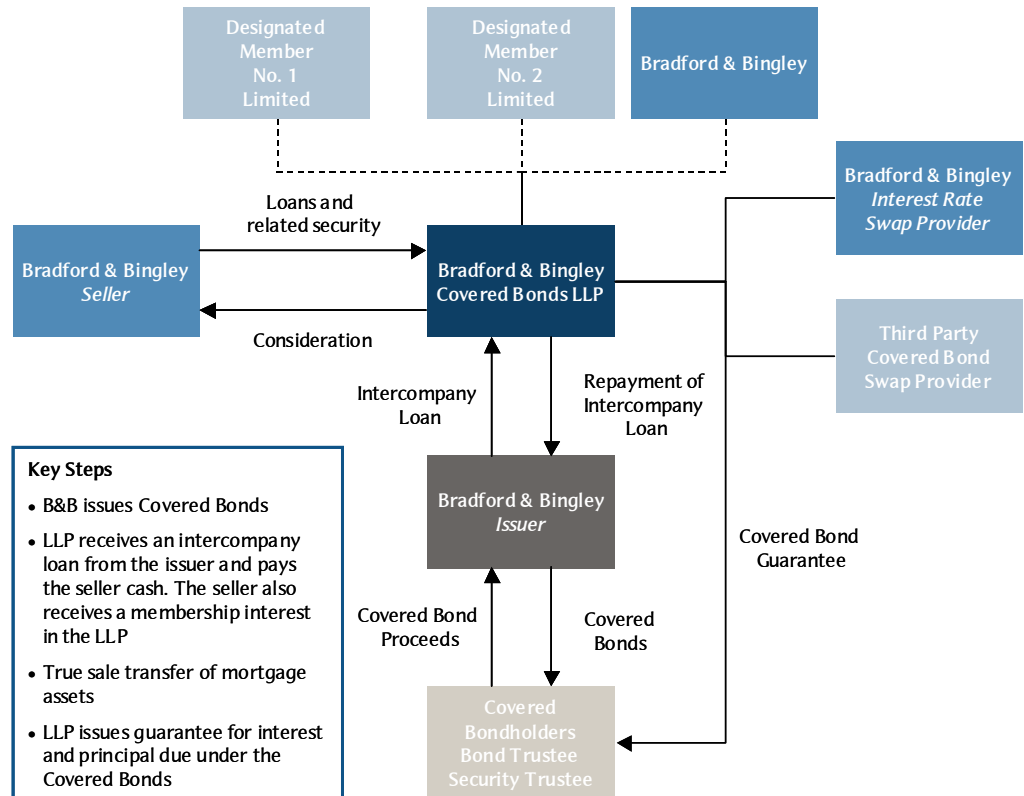 Designated
Member
No. 1
Limited
Designated
Member
No. 2
Limited
Bradford & Bingley
Bradford & Bingley
Interest Rate
Swap Provider
Loans and
related security
Bradford & Bingley
Seller
Bradford & Bingley
Covered Bonds LLP
Consideration
Third Party
Covered Bond
Swap Provider
Intercompany
Loan
Repayment of
Intercompany
Loan
Key Steps
• B&B issues Covered Bonds
• LLP receives an intercompany
loan from the issuer and pays
the seller cash. The seller also
receives a membership interest
in the LLP
• True sale transfer of mortgage
assets
• LLP issues guarantee for interest
and principal due under the
Covered Bonds
Bradford & Bingley
Issuer
Covered Bond
Guarantee
Covered Bond
Proceeds
Covered
Bonds
Covered
Bondholders
Bond Trustee
Security Trustee